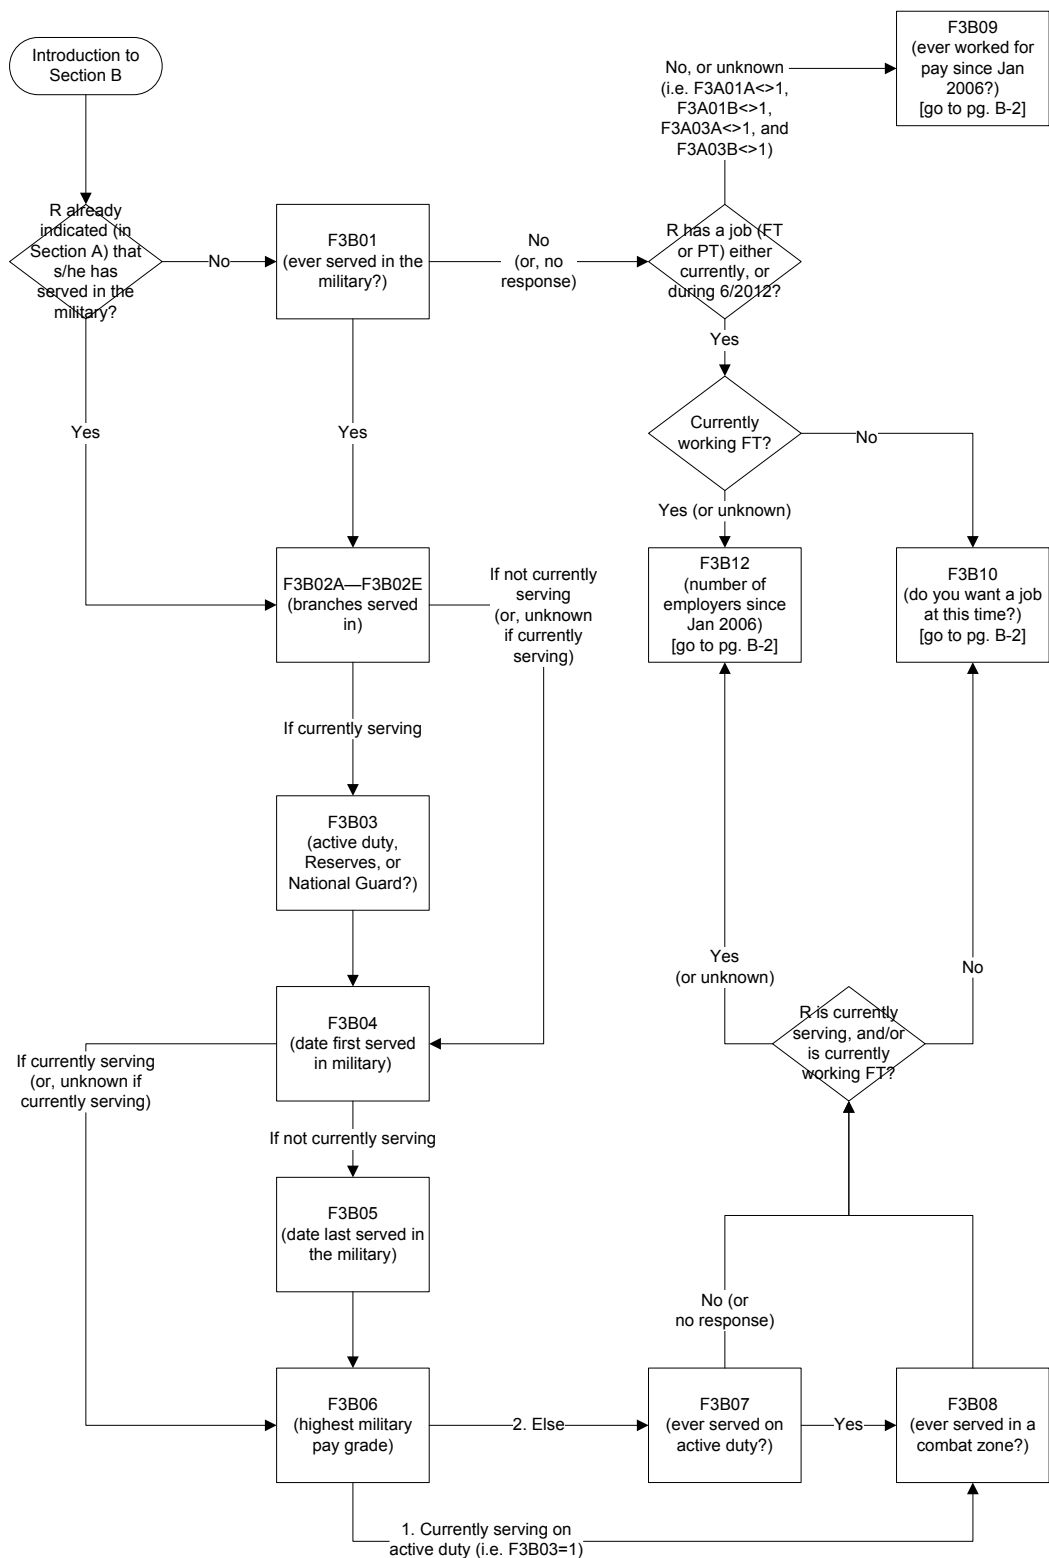 Introduction to
Section B
F3B09
(ever worked for
pay since Jan
2006?)
[go to pg. B-2]
No, or unknown
(i.e. F3A01A<>1,
F3A01B<>1,
F3A03A<>1, and
F3A03B<>1)
R already
indicated (in
Section A) that
s/he has
served in the
military?
No
F3B01
(ever served in the
military?)
No
(or, no
response)
R has a job (FT
or PT) either
currently, or
during 6/2012?
Yes
Yes
Yes
Currently
working FT?
No
Yes (or unknown)
F3B02A—F3B02E
(branches served
in)
If not currently
serving
(or, unknown
if currently
serving)
F3B12
(number of
employers since
Jan 2006)
[go to pg. B-2]
F3B10
(do you want a job
at this time?)
[go to pg. B-2]
If currently serving
F3B03
(active duty,
Reserves, or
National Guard?)
Yes
(or unknown)
No
F3B04
(date first served
in military)
R is currently
serving, and/or
is currently
working FT?
If currently serving
(or, unknown if
currently serving)
If not currently serving
F3B05
(date last served in
the military)
No (or
no response)
F3B06
(highest military
pay grade)
2. Else
F3B07
(ever served on
active duty?)
Yes
F3B08
(ever served in a
combat zone?)
1. Currently serving on
active duty (i.e. F3B03=1)